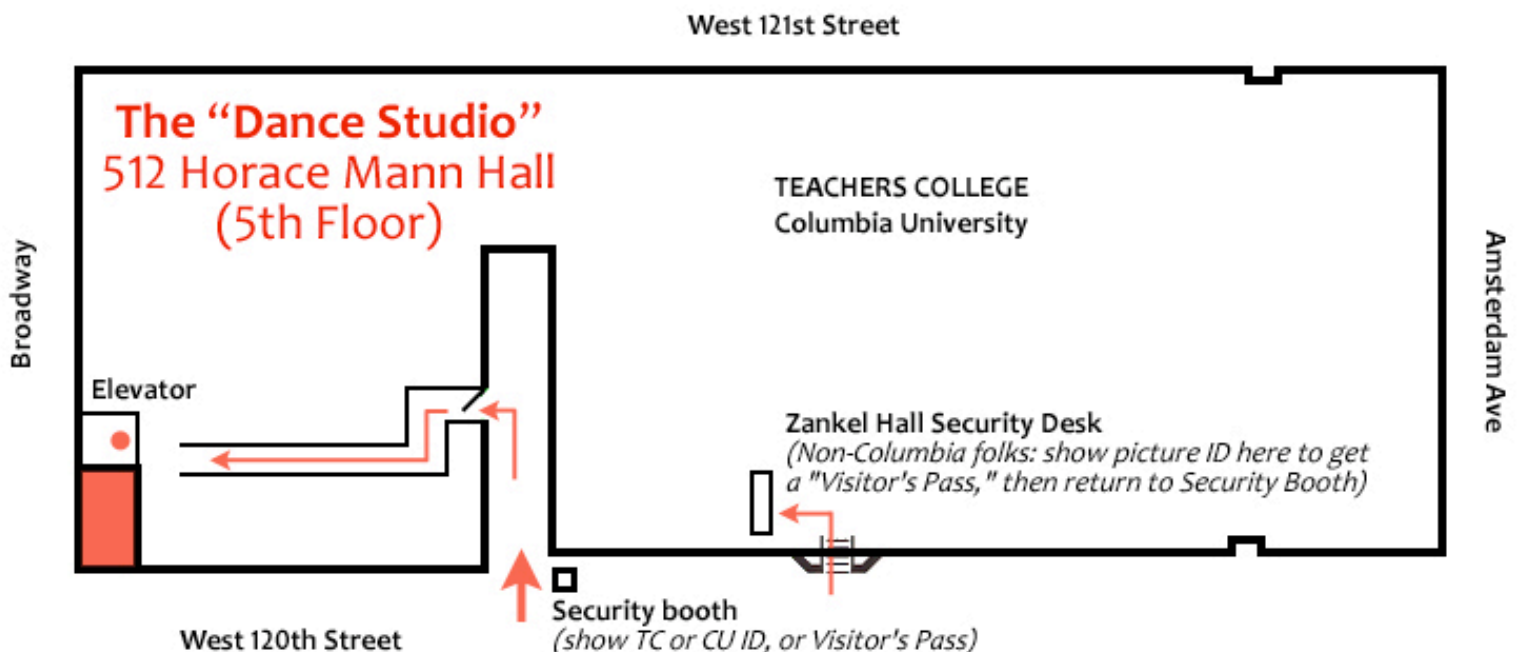 West 121st Street
The “Dance Studio”
512 Horace Mann Hall
(5th Floor)
TEACHERS COLLEGE
Columbia University
Broadway
Amsterdam Ave
Elevator
Zankel Hall Security Desk
(Non-Columbia folks: show picture ID here to get
a "Visitor's Pass," then return to Security Booth)
Security booth
(show TC or CU ID, or Visitor's Pass)
West 120th Street